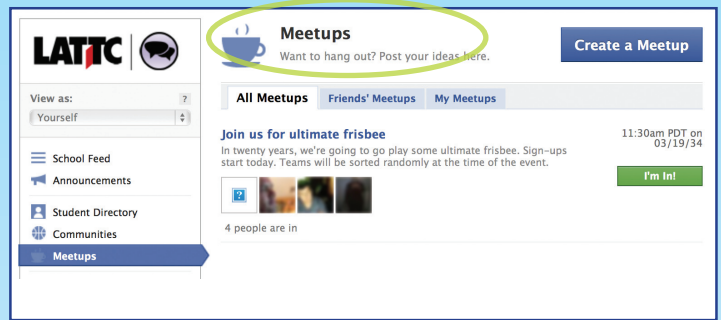 LATTC
View as:
?
Yourself
School Feed
Announcements
Student Directory
Communities
Meetups
Meetups
Want to hang out? Post your ideas here.
Create a Meetup
All Meetups Friends' Meetups My Meetups
Join us for ultimate frisbee
In twenty years, we're going to go play some ultimate frisbee. Sign-ups
start today. Teams will be sorted randomly at the time of the event.
?
4 people are in
11:30am PDT on
03/19/34
I'm In!